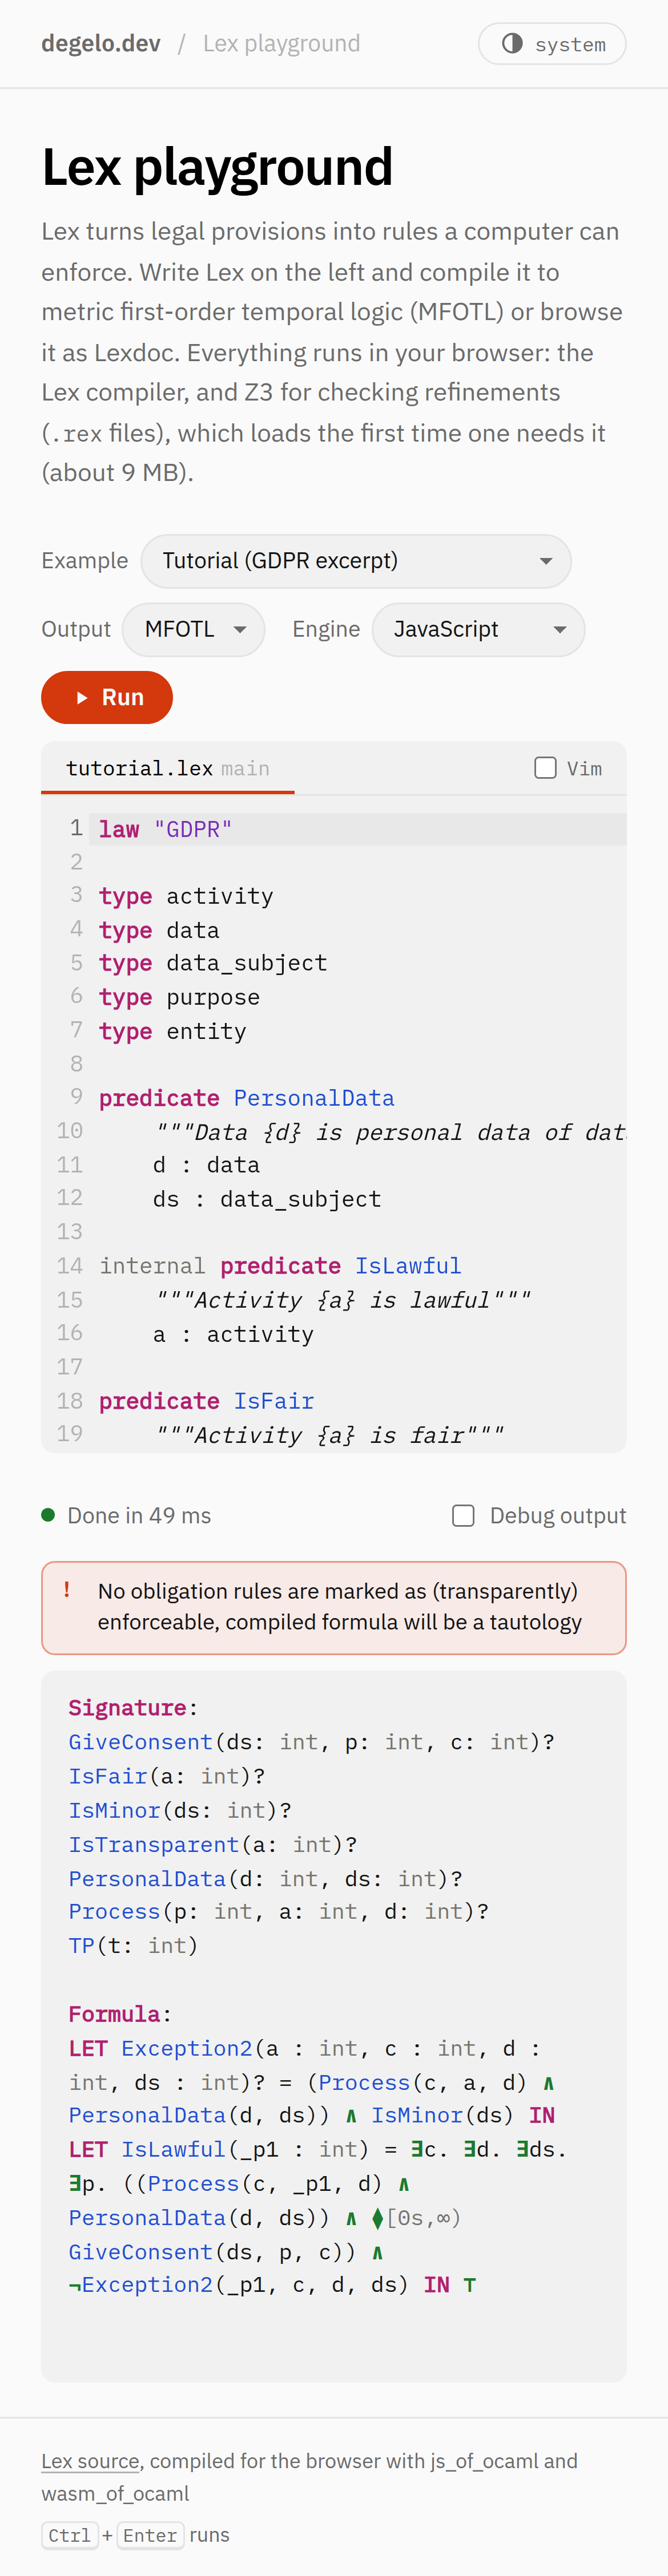 degelo.dev / Lex playground system
Lex playground
Lex turns legal provisions into rules a computer can
enforce. Write Lex on the left and compile it to
metric first-order temporal logic (MFOTL) or browse
it as Lexdoc. Everything runs in your browser: the
Lex compiler, and Z3 for checking refinements
(.rex files), which loads the first time one needs it
(about 9 MB).
Example Tutorial (GDPR excerpt)
Output MFOTL Engine JavaScript
Run
tutorial.lex main Vim
1 law "GDPR"
2
3 type activity
4 type data
5 type data_subject
6 type purpose
7 type entity
8
9 predicate PersonalData
10 """Data {d} is personal data of dat
11 d : data
12 ds : data_subject
13
14 internal predicate IsLawful
15 """Activity {a} is lawful"""
16 a : activity
17
18 predicate IsFair
19 """Activity {a} is fair"""
Done in 49 ms Debug output
! No obligation rules are marked as (transparently)
enforceable, compiled formula will be a tautology
Signature:
GiveConsent(ds: int, p: int, c: int)?
IsFair(a: int)?
IsMinor(ds: int)?
IsTransparent(a: int)?
PersonalData(d: int, ds: int)?
Process(p: int, a: int, d: int)?
TP(t: int)
Formula:
LET Exception2(a : int, c : int, d :
int, ds : int)? = (Process(c, a, d) ∧
PersonalData(d, ds)) ∧ IsMinor(ds) IN
LET IsLawful(_p1 : int) = ∃c. ∃d. ∃ds.
∃p. ((Process(c, _p1, d) ∧
PersonalData(d, ds)) ∧ ⧫[0s,∞)
GiveConsent(ds, p, c)) ∧
¬Exception2(_p1, c, d, ds) IN ⊤
Lex source, compiled for the browser with js_of_ocaml and
wasm_of_ocaml
Ctrl + Enter runs